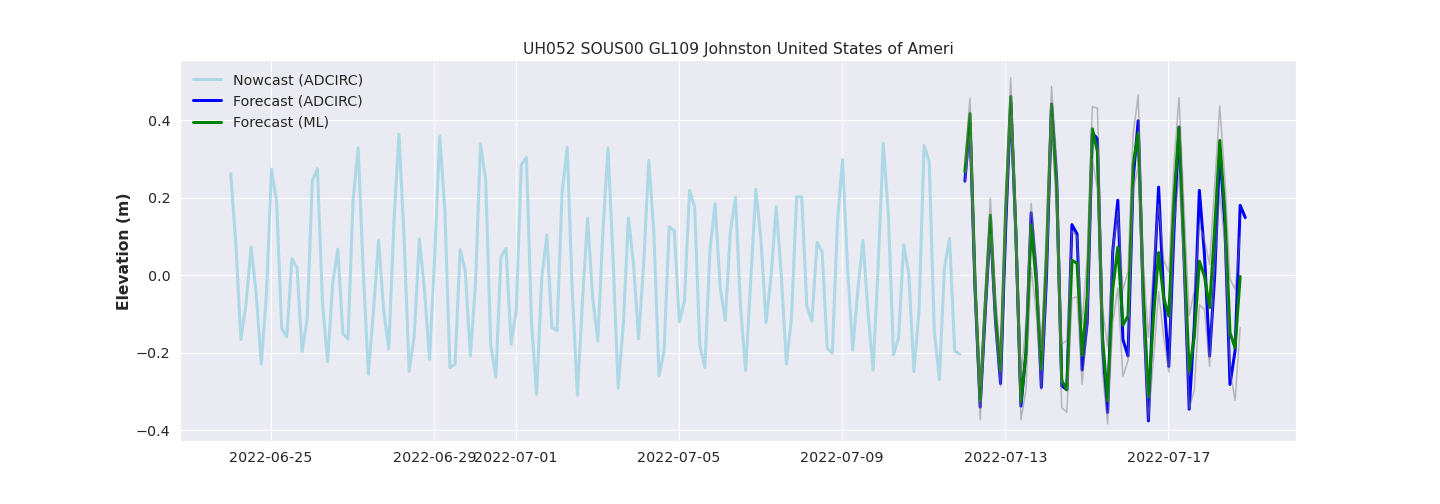 UH052 SOUS00 GL109 Johnston United States of Ameri
Nowcast (ADCIRC)
Forecast (ADCIRC)
Forecast (ML)
Elevation (m)
0.4
0.2
0.0
−0.2
−0.4
2022-06-25
2022-06-29
2022-07-01
2022-07-05
2022-07-09
2022-07-13
2022-07-17